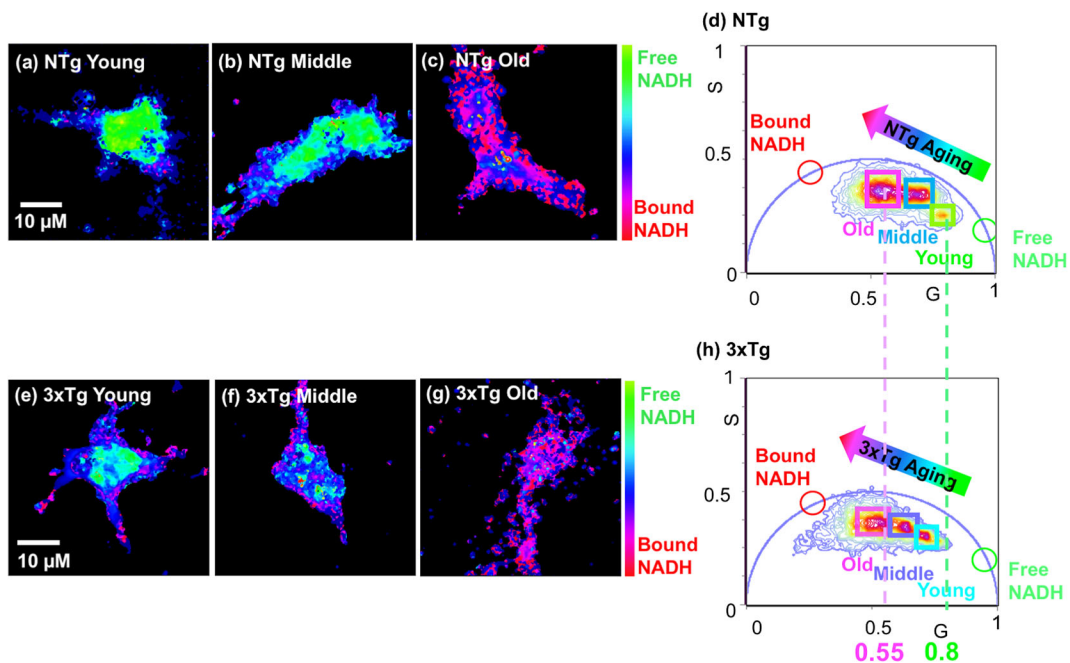 (a) NTg Young
(b) NTg Middle
(c) NTg Old
10 µM
Free
NADH
Bound
NADH
(d) NTg
1
S
0.5
0
Bound
NADH
NTg Aging
Old
Middle
Young
Free
NADH
0
0.5
G
1
(e) 3xTg Young
(f) 3xTg Middle
(g) 3xTg Old
10 µM
Free
NADH
Bound
NADH
(h) 3xTg
1
S
0.5
0
Bound
NADH
3xTg Aging
Old
Middle
Young
Free
NADH
0
0.5
G
1
0.55
0.8